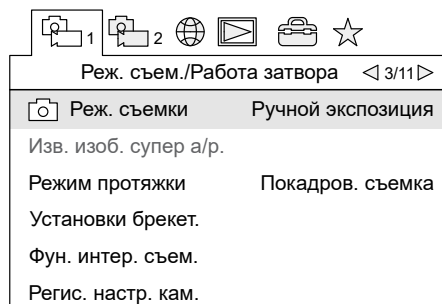 1 2
Реж. съем./Работа затвора 3/11
Реж. съемки Ручной экспозиция
Изв. изоб. супер а/р.
Режим протяжки Покадров. съемка
Установки брекет.
Фун. интер. съем.
Регис. настр. кам.